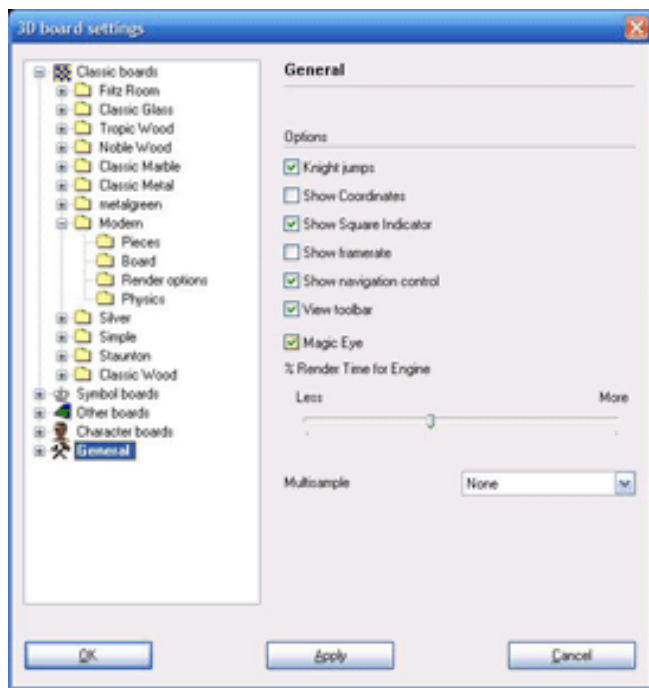 3D board settings
Classic boards
Fritz Room
Classic Glass
Tropic Wood
Noble Wood
Classic Marble
Classic Metal
metalgreen
Modern
Pieces
Board
Render options
Physics
Silver
Simple
Staunton
Classic Wood
Symbol boards
Other boards
Character boards
General
General
Options
Knight jumps
Show Coordinates
Show Square Indicator
Show framerate
Show navigation control
View toolbar
Magic Eye
% Render Time for Engine
Less More
Multisample None
OK Apply Cancel